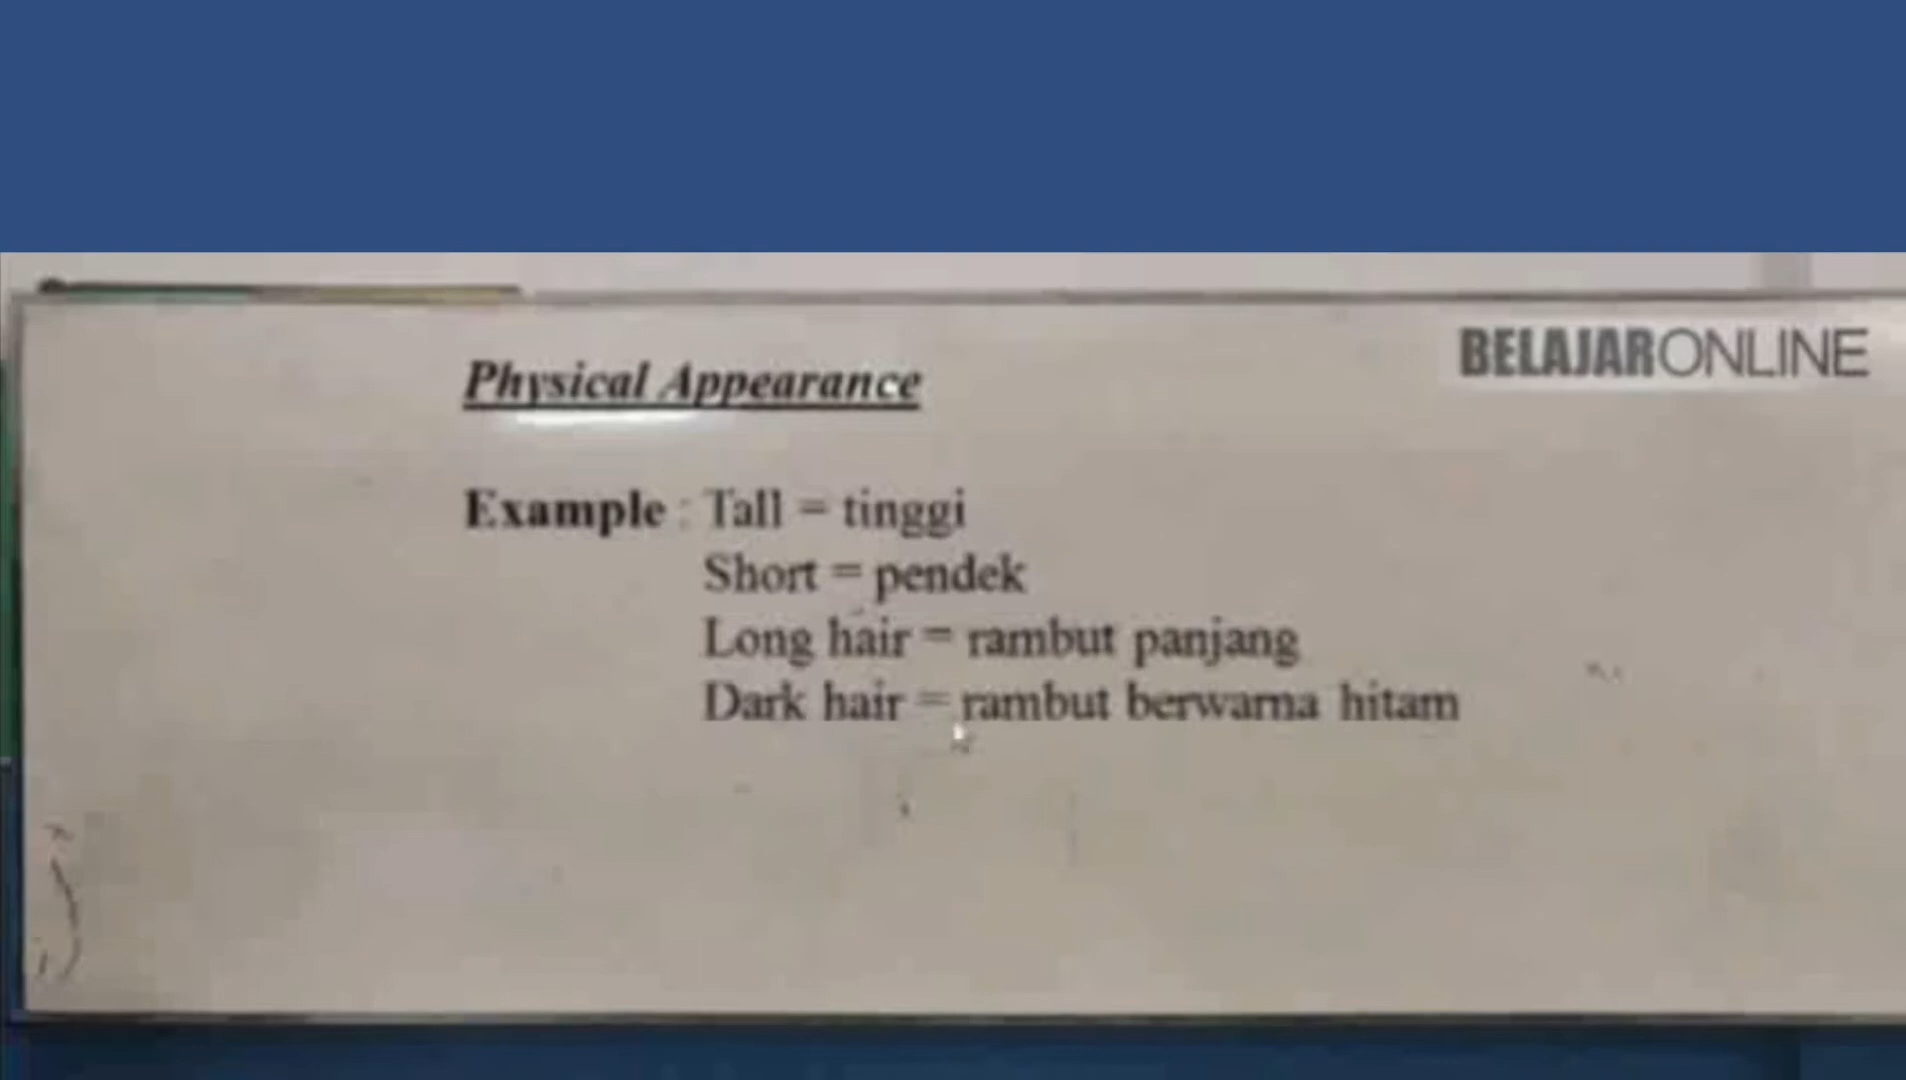 BELAJARONLINE
Physical Appearance
Example : Tall = tinggi
Short = pendek
Long hair = rambut panjang
Dark hair = rambut berwarna hitam